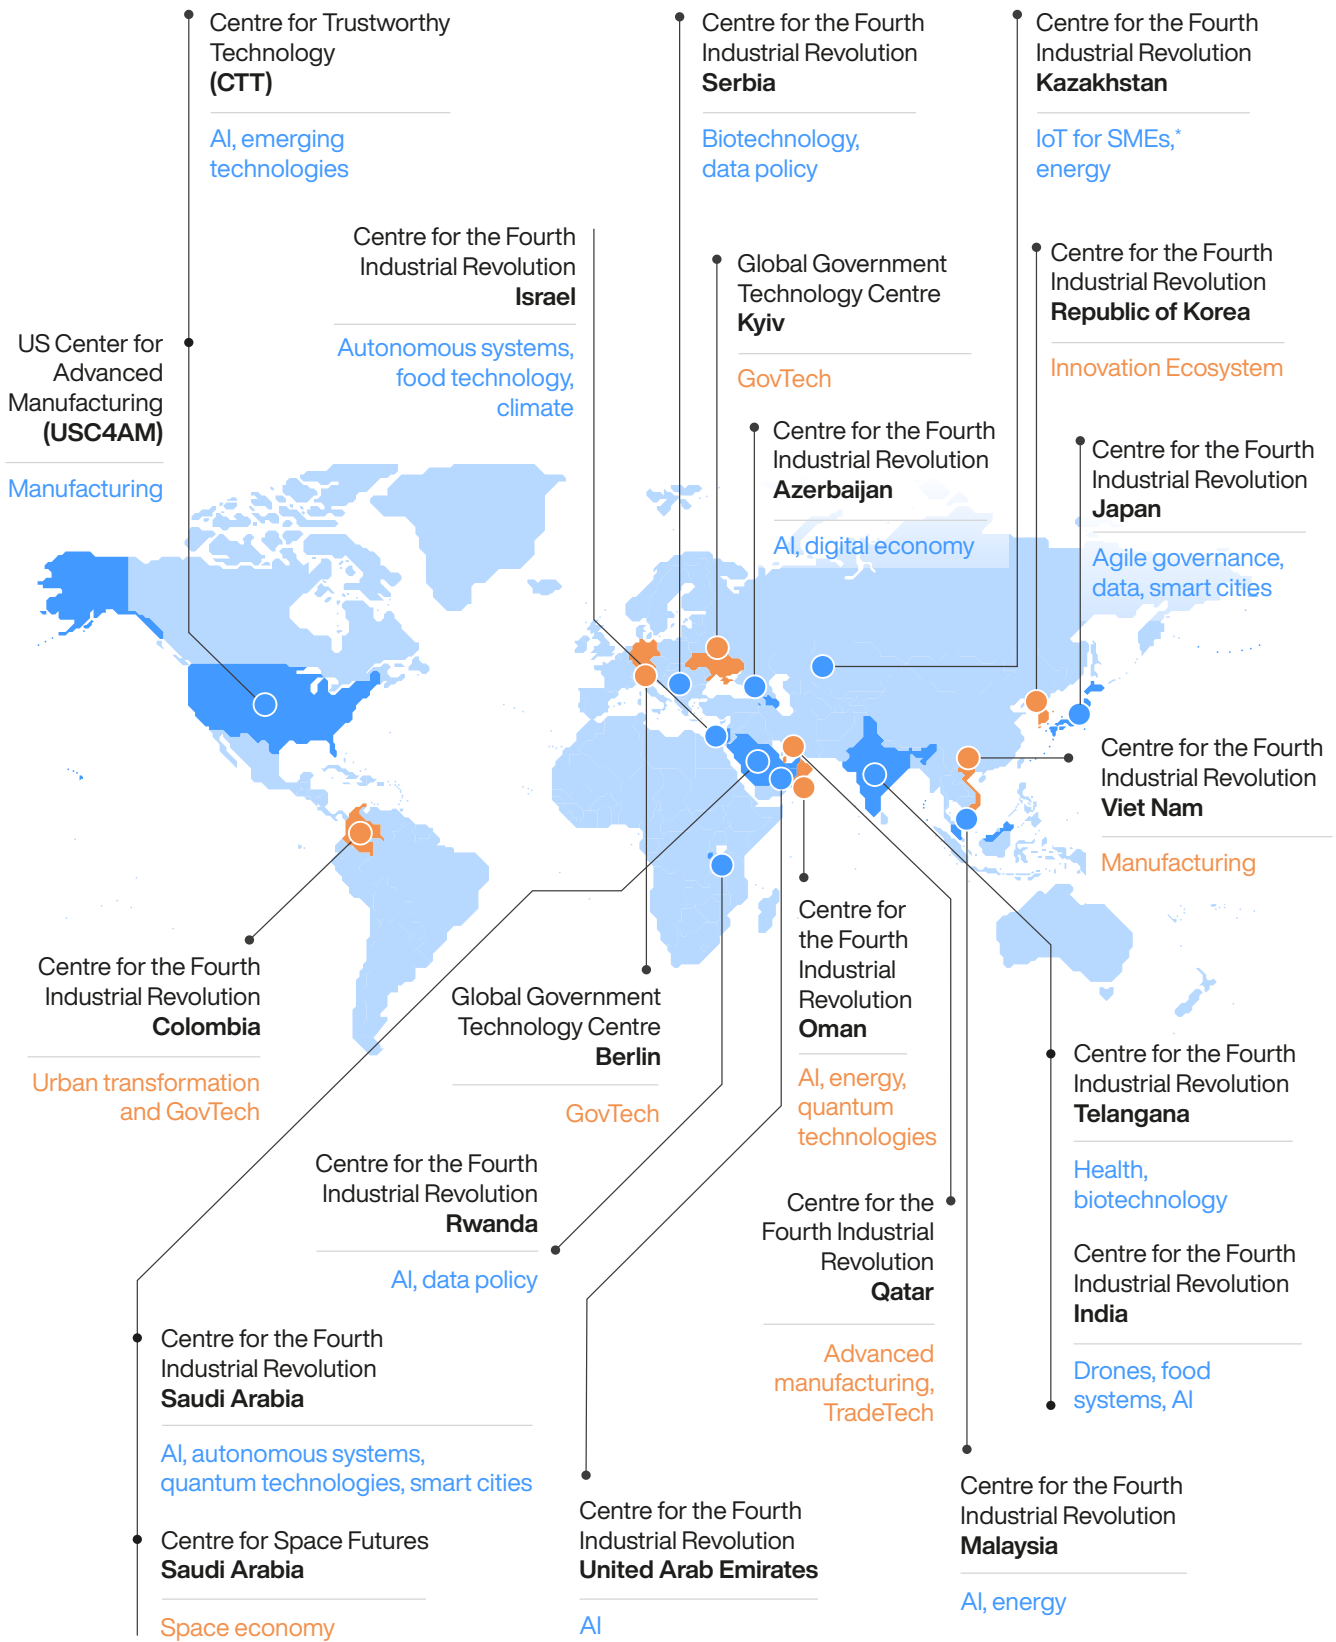 Centre for Trustworthy
Technology
(CTT)
AI, emerging
technologies
Centre for the Fourth
Industrial Revolution
Serbia
Biotechnology,
data policy
Centre for the Fourth
Industrial Revolution
Kazakhstan
IoT for SMEs,*
energy
Centre for the Fourth
Industrial Revolution
Israel
Autonomous systems,
food technology,
climate
Global Government
Technology Centre
Kyiv
GovTech
Centre for the Fourth
Industrial Revolution
Republic of Korea
Innovation Ecosystem
US Center for
Advanced
Manufacturing
(USC4AM)
Manufacturing
Centre for the Fourth
Industrial Revolution
Azerbaijan
AI, digital economy
Centre for the Fourth
Industrial Revolution
Japan
Agile governance,
data, smart cities
Centre for the Fourth
Industrial Revolution
Viet Nam
Manufacturing
Centre for the Fourth
Industrial Revolution
Colombia
Urban transformation
and GovTech
Global Government
Technology Centre
Berlin
GovTech
Centre for
the Fourth
Industrial
Revolution
Oman
AI, energy,
quantum
technologies
Centre for the Fourth
Industrial Revolution
Telangana
Health,
biotechnology
Centre for the Fourth
Industrial Revolution
Rwanda
AI, data policy
Centre for the
Fourth Industrial
Revolution
Qatar
Advanced
manufacturing,
TradeTech
Centre for the Fourth
Industrial Revolution
India
Drones, food
systems, AI
Centre for the Fourth
Industrial Revolution
Saudi Arabia
AI, autonomous systems,
quantum technologies, smart cities
Centre for Space Futures
Saudi Arabia
Space economy
Centre for the Fourth
Industrial Revolution
United Arab Emirates
AI
Centre for the Fourth
Industrial Revolution
Malaysia
AI, energy